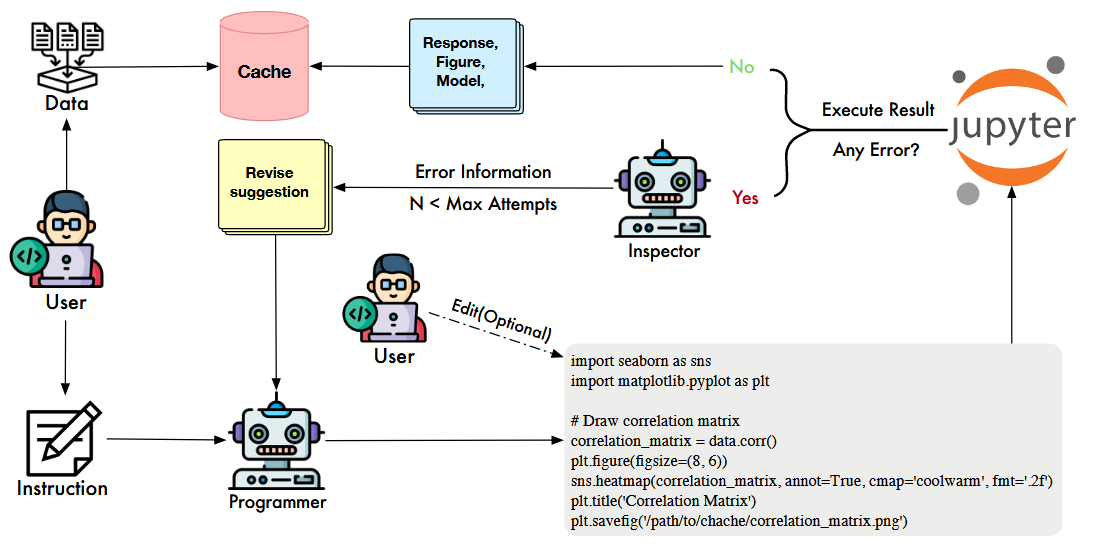 Data
Cache
Response,
Figure,
Model,
No
Execute Result
Any Error?
jupyter
Yes
Revise
suggestion
Error Information
N < Max Attempts
Inspector
</>
User
</>
User
Edit(Optional)
Instruction
Programmer
import seaborn as sns
import matplotlib.pyplot as plt
# Draw correlation matrix
correlation_matrix = data.corr()
plt.figure(figsize=(8, 6))
sns.heatmap(correlation_matrix, annot=True, cmap='coolwarm', fmt='.2f')
plt.title('Correlation Matrix')
plt.savefig('/path/to/chache/correlation_matrix.png')